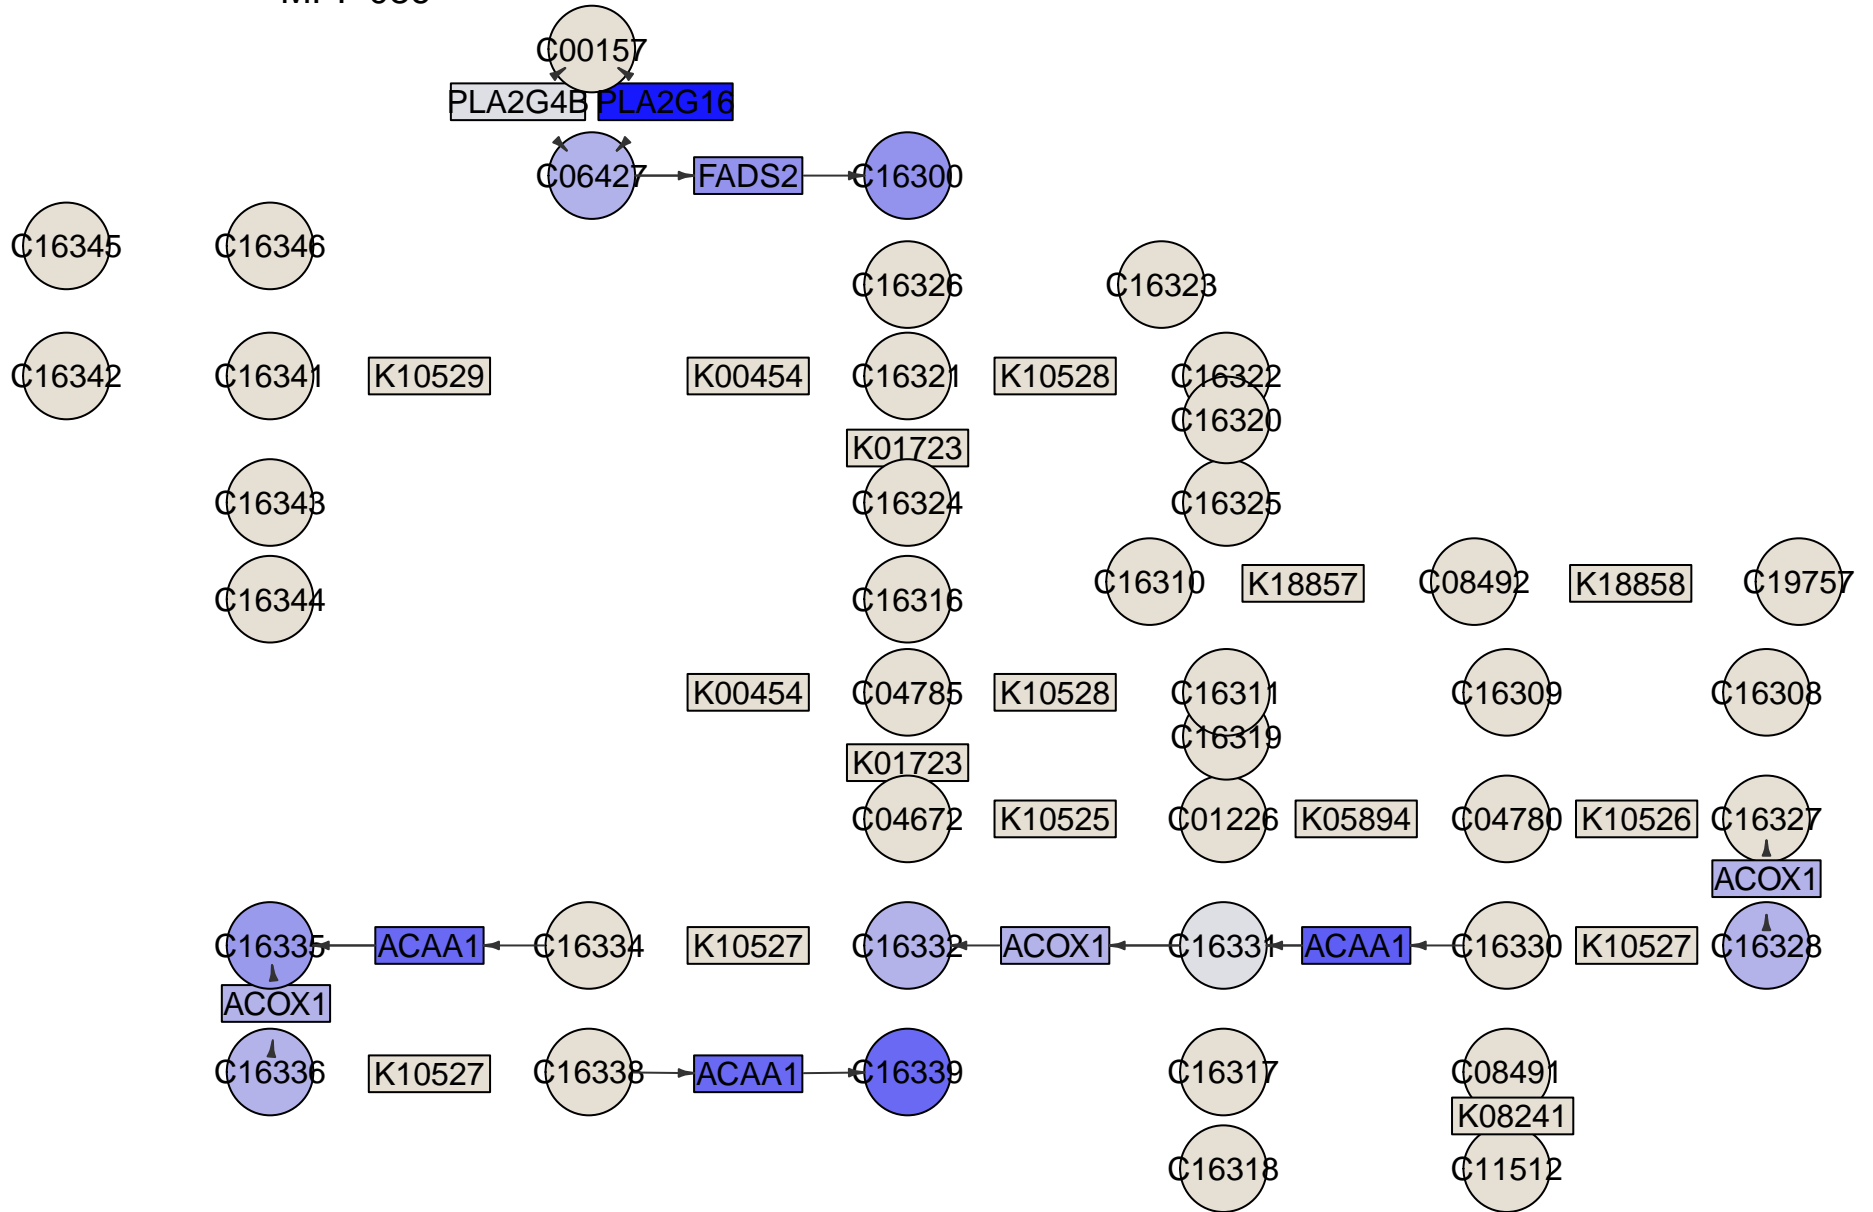 C00157
PLA2G4B PLA2G16
C06427 FADS2 C16300
C16345 C16346
C16326 C16323
C16342 C16341 K10529 K00454 C16321 K10528 C16322
C16320
K01723
C16343 C16324 C16325
C16310 K18857 C08492 K18858 C19757
C16344 C16316
K00454 C04785 K10528 C16311 C16309 C16308
C16319
K01723
C04672 K10525 C01226 K05894 C04780 K10526 C16327
ACOX1
C16335 ACAA1 C16334 K10527 C16332 ACOX1 C16331 ACAA1 C16330 K10527 C16328
ACOX1
C16336 K10527 C16338 ACAA1 C16339 C16317 C08491
K08241
C16318 C11512